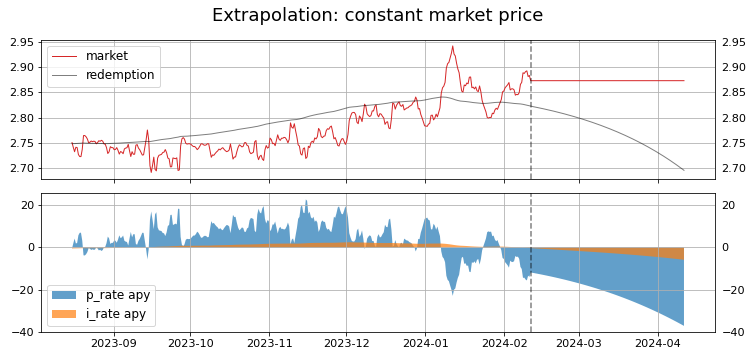 Extrapolation: constant market price
2.95 2.95
market
redemption
2.90 2.90
2.85 2.85
2.80 2.80
2.75 2.75
2.70 2.70
20 20
0 0
−20 −20
p_rate apy
i_rate apy
−40 −40
2023-09 2023-10 2023-11 2023-12 2024-01 2024-02 2024-03 2024-04